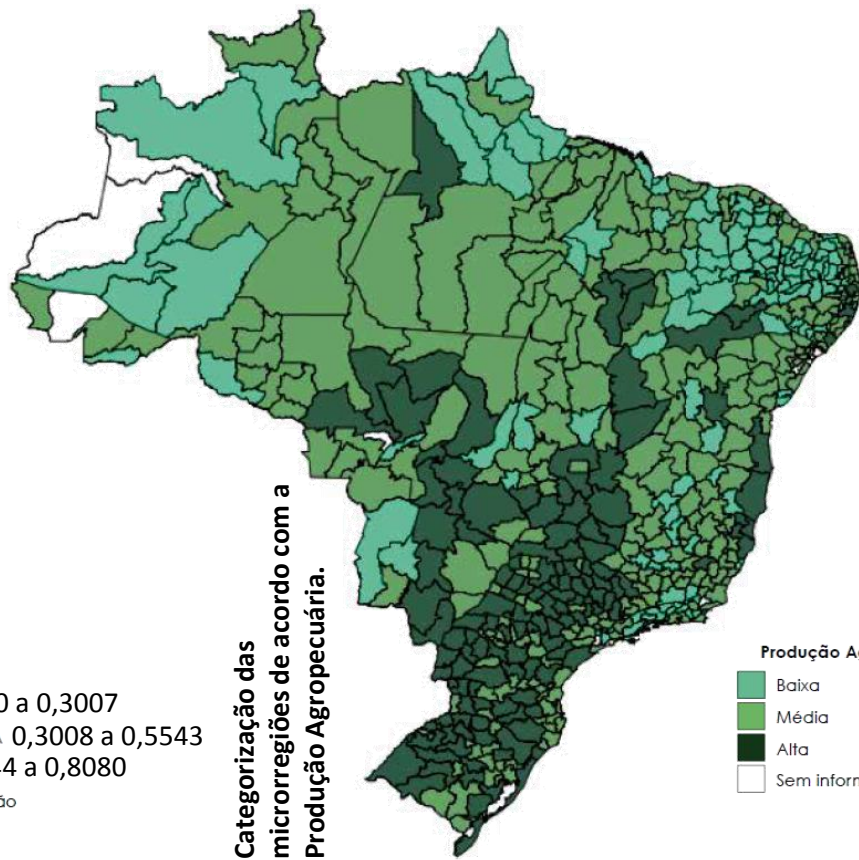 Categorização das
microrregiões de acordo com a
Produção Agropecuária.
0 a 0,3007
0,3008 a 0,5543
44 a 0,8080
ão
Produção Ag
Baixa
Média
Alta
Sem inform